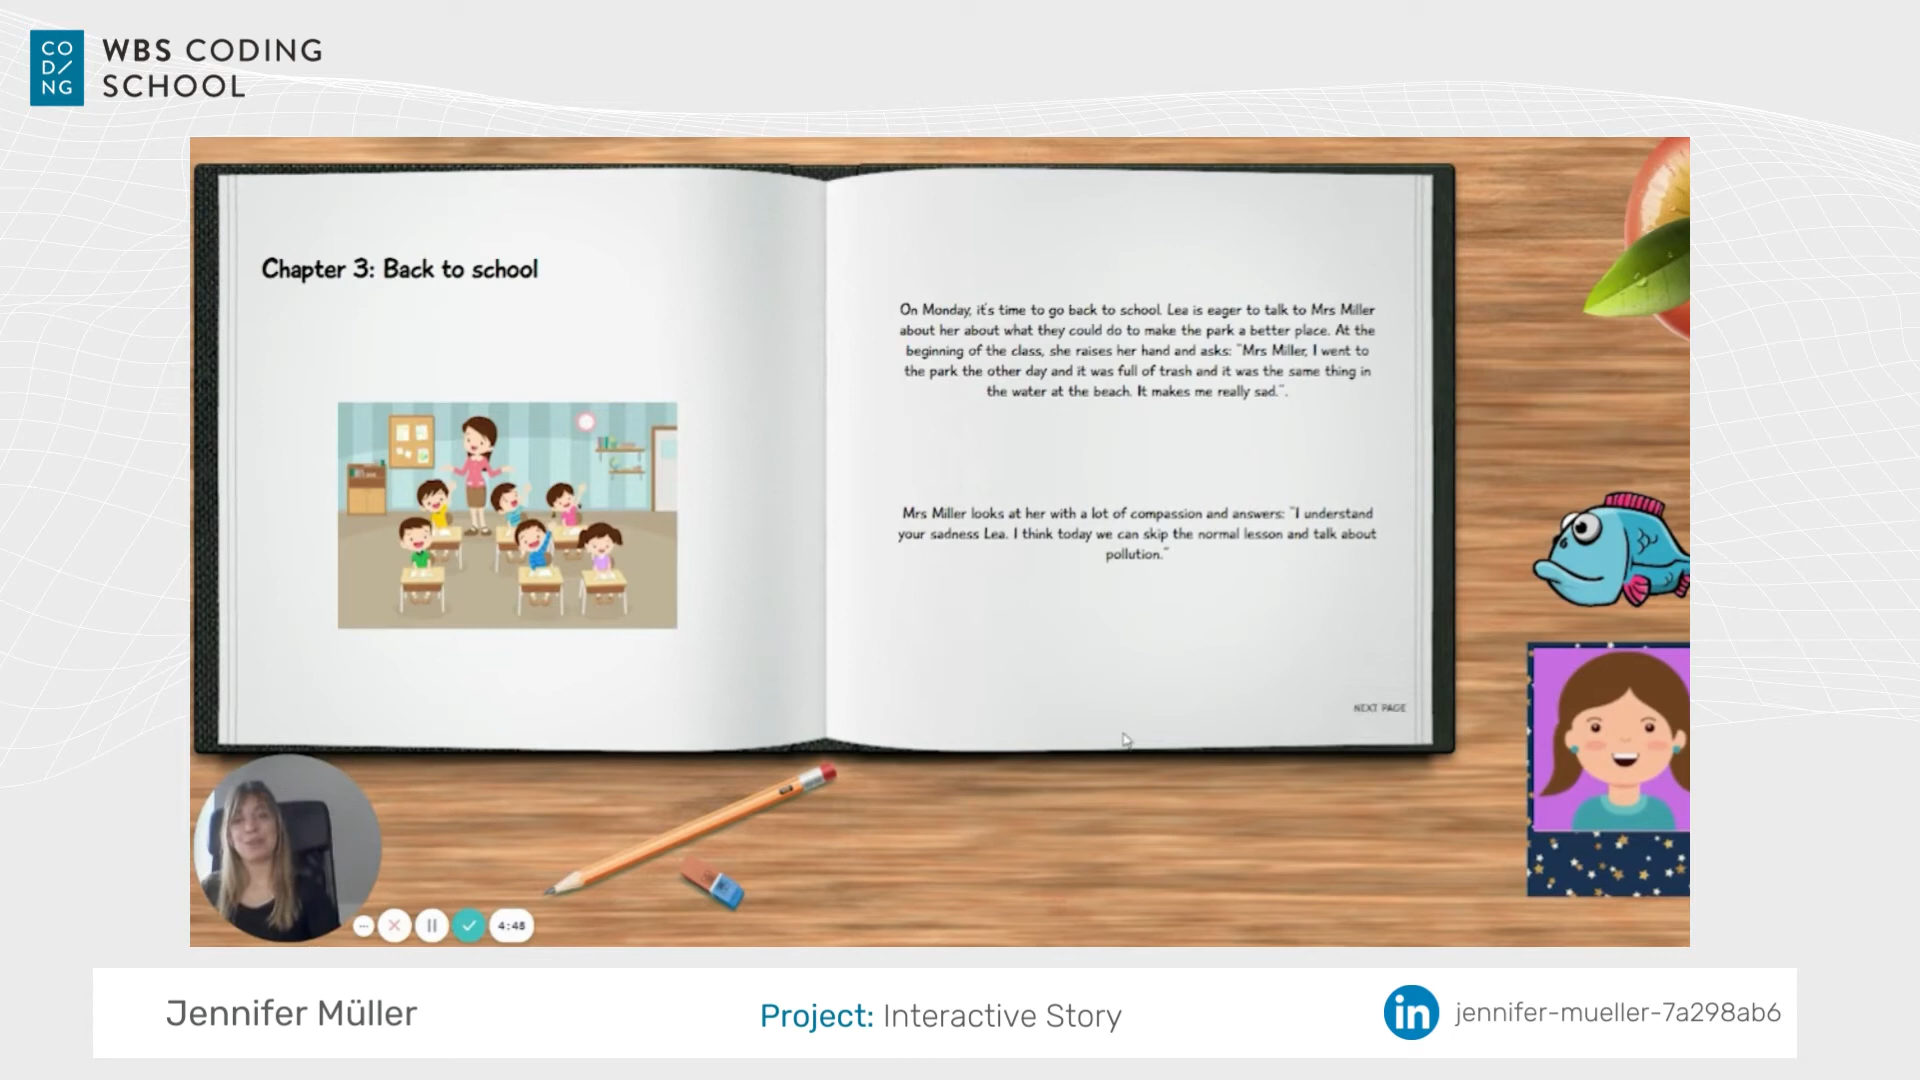 CO
D/
NG
WBS CODING
SCHOOL
Chapter 3: Back to school
On Monday, it's time to go back to school. Lea is eager to talk to Mrs Miller
about her about what they could do to make the park a better place. At the
beginning of the class, she raises her hand and asks: "Mrs Miller, I went to
the park the other day and it was full of trash and it was the same thing in
the water at the beach. It makes me really sad.".
Mrs Miller looks at her with a lot of compassion and answers: "I understand
your sadness Lea. I think today we can skip the normal lesson and talk about
pollution."
NEXT PAGE
4:45
Jennifer Müller
Project: Interactive Story
in
jennifer-mueller-7a298ab6